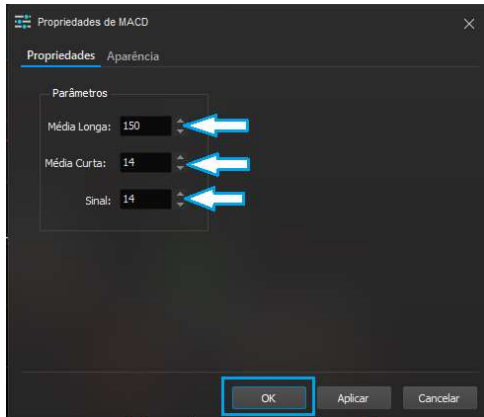 Propriedades de MACD
Propriedades Aparência
Parâmetros
Média Longa: 150
Média Curta: 14
Sinal: 14
OK Aplicar Cancelar